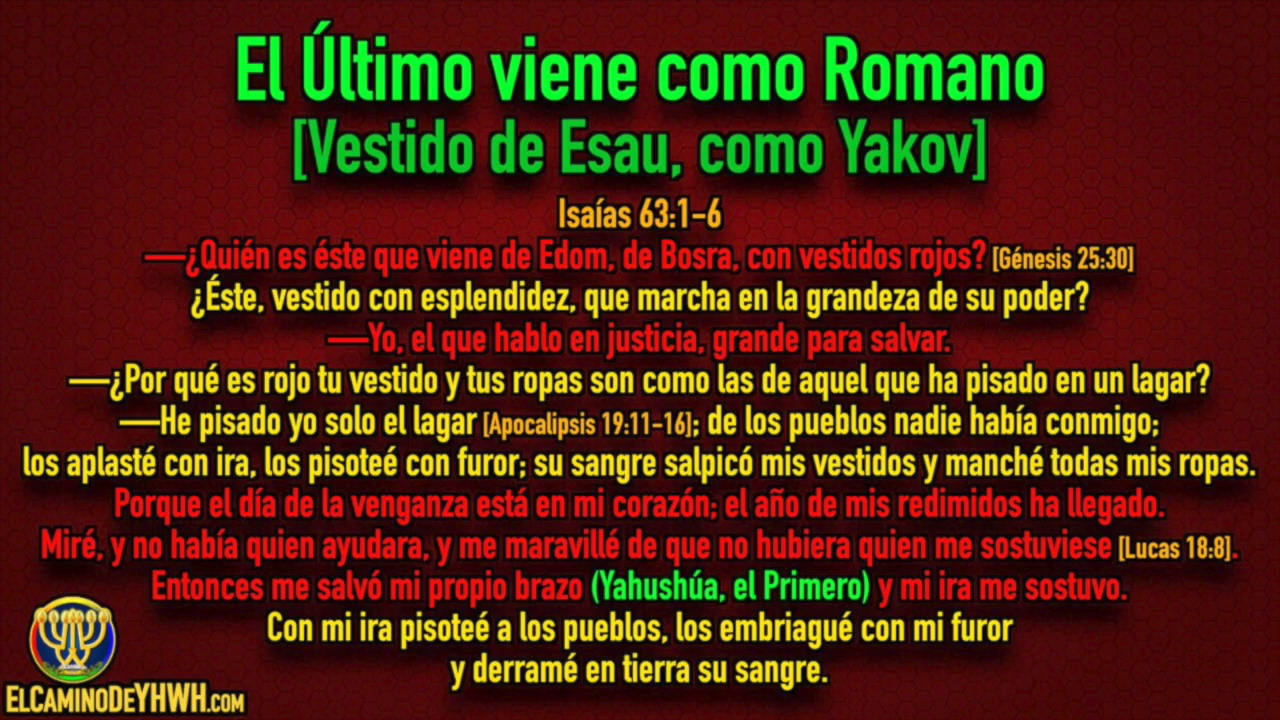 El Último viene como Romano
[Vestido de Esau, como Yakov]
Isaías 63:1-6
—¿Quién es éste que viene de Edom, de Bosra, con vestidos rojos? [Génesis 25:30]
¿Éste, vestido con esplendidez, que marcha en la grandeza de su poder?
—Yo, el que hablo en justicia, grande para salvar.
—¿Por qué es rojo tu vestido y tus ropas son como las de aquel que ha pisado en un lagar?
—He pisado yo solo el lagar [Apocalipsis 19:11-16]; de los pueblos nadie había conmigo;
los aplasté con ira, los pisoteé con furor; su sangre salpicó mis vestidos y manché todas mis ropas.
Porque el día de la venganza está en mi corazón; el año de mis redimidos ha llegado.
Miré, y no había quien ayudara, y me maravillé de que no hubiera quien me sostuviese [Lucas 18:8].
Entonces me salvó mi propio brazo (Yahushúa, el Primero) y mi ira me sostuvo.
Con mi ira pisoteé a los pueblos, los embriagué con mi furor
y derramé en tierra su sangre.
ELCAMINODEYHWH.COM